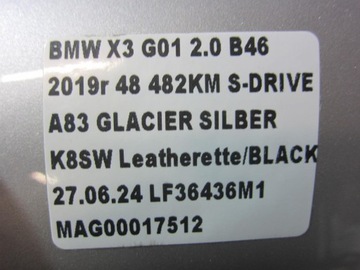 BMW X3 G01 2.0 B46
2019r 48 482KM S-DRIVE
A83 GLACIER SILBER
K8SW Leatherette/BLACK
27.06.24 LF36436M1
MAG00017512